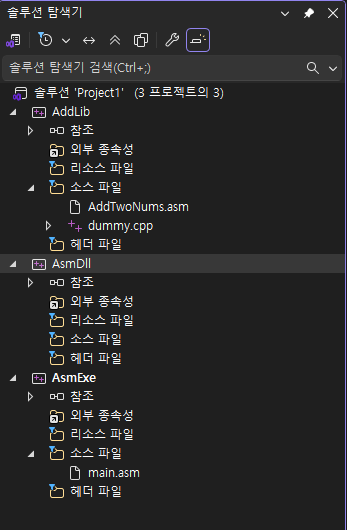 솔루션 탐색기
솔루션 탐색기 검색(Ctrl+;)
솔루션 'Project1' (3 프로젝트의 3)
AddLib
참조
외부 종속성
리소스 파일
소스 파일
AddTwoNums.asm
dummy.cpp
헤더 파일
AsmDll
참조
외부 종속성
리소스 파일
소스 파일
헤더 파일
AsmExe
참조
외부 종속성
리소스 파일
소스 파일
main.asm
헤더 파일